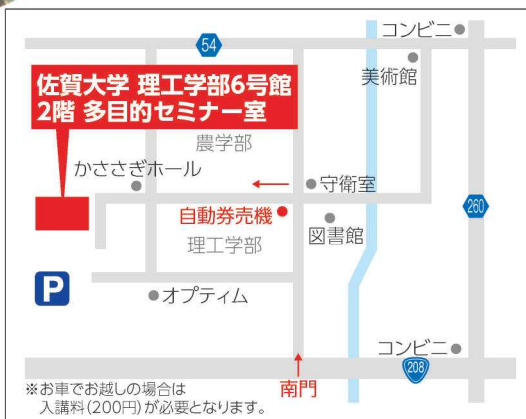 コンビニ
54
美術館
佐賀大学 理工学部6号館
2階 多目的セミナー室
農学部
かささぎホール
守衛室
260
自動券売機
図書館
理工学部
P
オプティム
コンビニ
208
南門
※お車でお越しの場合は
入講料(200円)が必要となります。